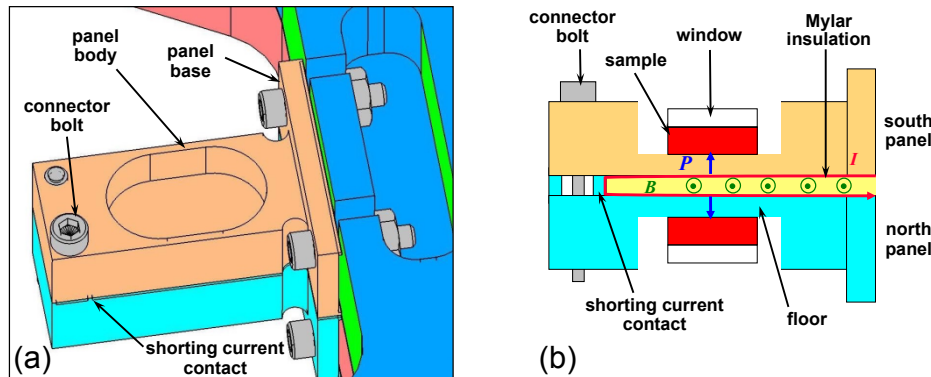 panel
body
panel
base
connector
bolt
shorting current
contact
(a)
connector
bolt
window
Mylar
insulation
sample
south
panel
P
I
B
north
panel
shorting current
contact
floor
(b)